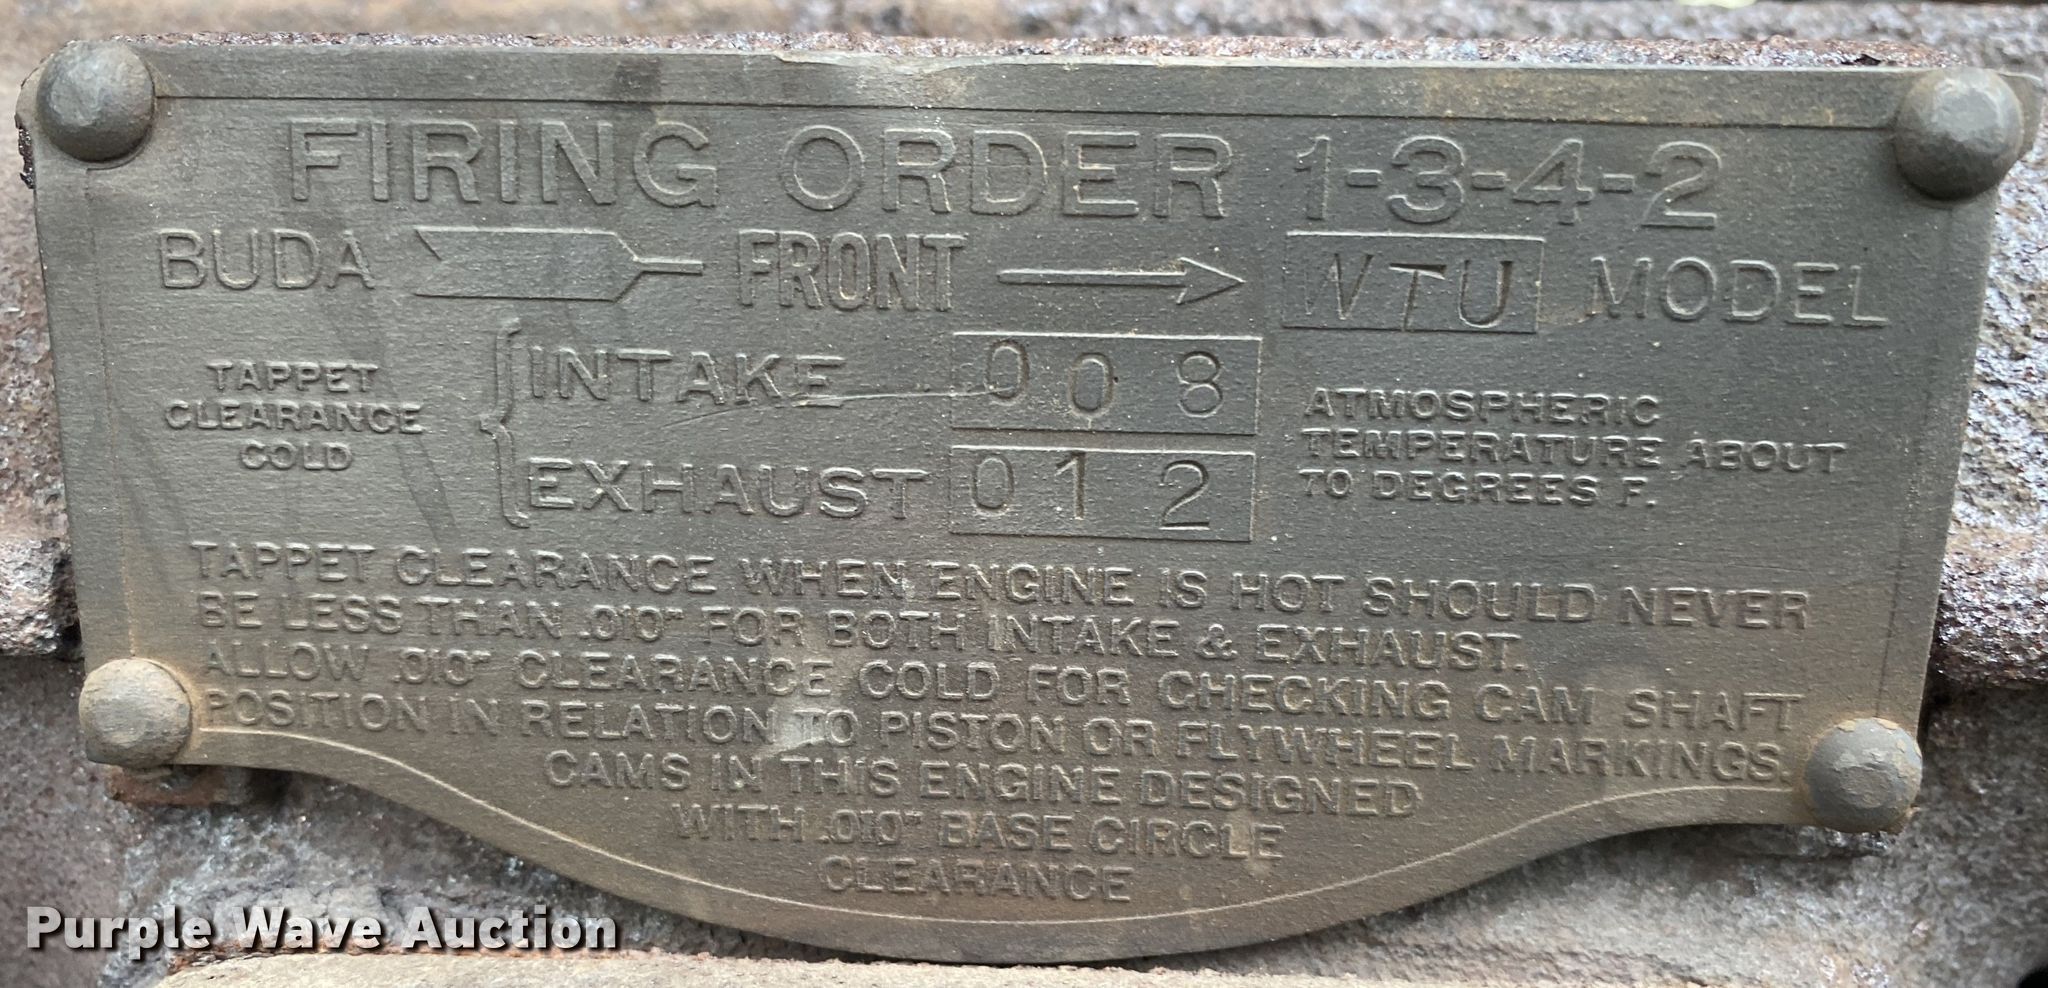 FIRING ORDER 1-3-4-2
BUDA FRONT WTU MODEL
TAPPET
CLEARANCE
COLD
INTAKE 008
EXHAUST 012
ATMOSPHERIC
TEMPERATURE ABOUT
70 DEGREES F.
TAPPET CLEARANCE WHEN ENGINE IS HOT SHOULD NEVER
BE LESS THAN .010" FOR BOTH INTAKE & EXHAUST.
ALLOW .010" CLEARANCE COLD FOR CHECKING CAM SHAFT
POSITION IN RELATION TO PISTON OR FLYWHEEL MARKINGS.
CAMS IN THIS ENGINE DESIGNED
WITH .010" BASE CIRCLE
CLEARANCE
Purple Wave Auction